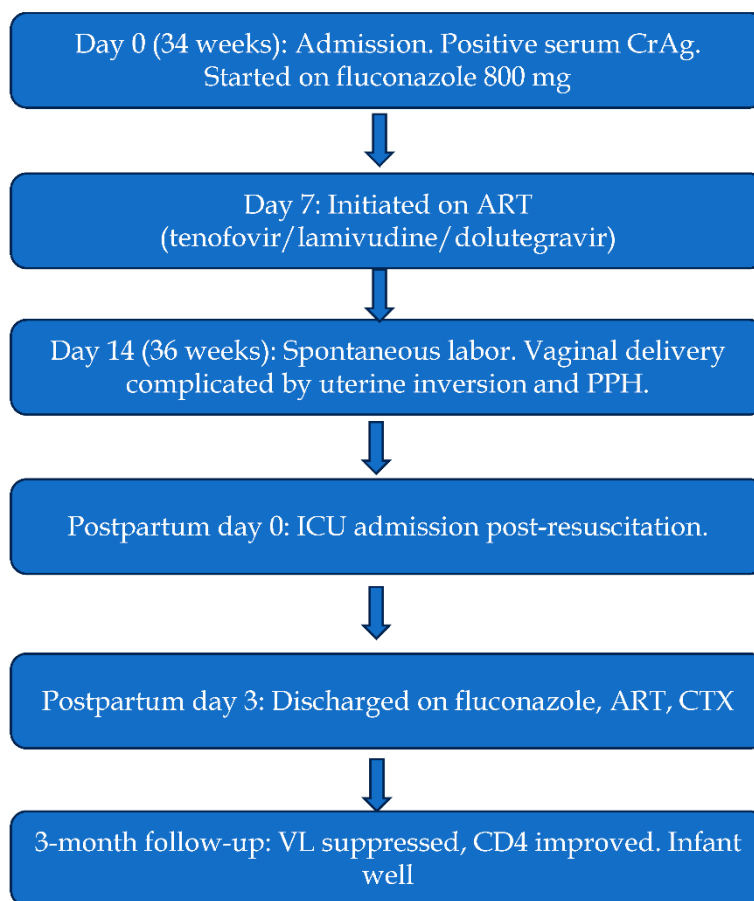 Day 0 (34 weeks): Admission. Positive serum CrAg.
Started on fluconazole 800 mg
Day 7: Initiated on ART
(tenofovir/lamivudine/dolutegravir)
Day 14 (36 weeks): Spontaneous labor. Vaginal delivery
complicated by uterine inversion and PPH.
Postpartum day 0: ICU admission post-resuscitation.
Postpartum day 3: Discharged on fluconazole, ART, CTX
3-month follow-up: VL suppressed, CD4 improved. Infant
well